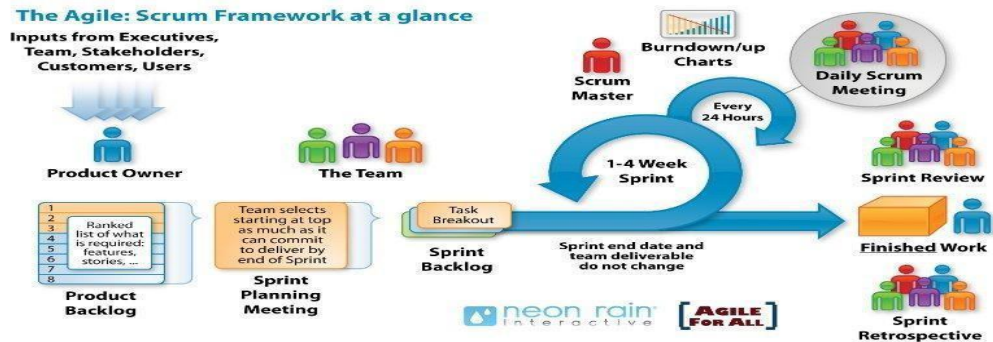 The Agile: Scrum Framework at a glance
Inputs from Executives,
Team, Stakeholders,
Customers, Users
Product Owner
The Team
Scrum
Master
Burndown/up
Charts
Daily Scrum
Meeting
Every
24 Hours
1-4 Week
Sprint
Sprint Review
1
2
3
4
5
6
7
8
Ranked
list of what
is required:
features,
stories, ...
Product
Backlog
Team selects
starting at top
as much as it
can commit
to deliver by
end of Sprint
Sprint
Planning
Meeting
Task
Breakout
Sprint
Backlog
Sprint end date and
team deliverable
do not change
Finished Work
Sprint
Retrospective
neon rain
interactive
AGILE
FOR ALL